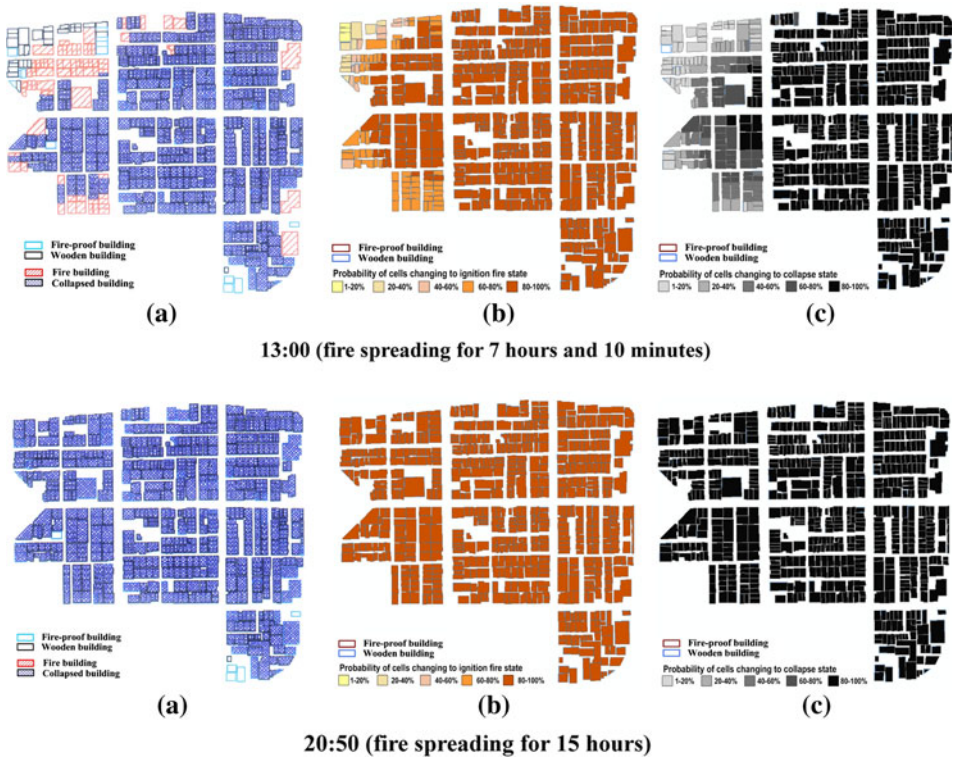 Fire-proof building
Wooden building
Fire building
Collapsed building
(a)
Fire-proof building
Wooden building
Probability of cells changing to ignition fire state
1-20% 20-40% 40-60% 60-80% 80-100%
(b)
Fire-proof building
Wooden building
Probability of cells changing to collapse state
1-20% 20-40% 40-60% 60-80% 80-100%
(c)
13:00 (fire spreading for 7 hours and 10 minutes)
Fire-proof building
Wooden building
Fire building
Collapsed building
(a)
Fire-proof building
Wooden building
Probability of cells changing to ignition fire state
1-20% 20-40% 40-60% 60-80% 80-100%
(b)
Fire-proof building
Wooden building
Probability of cells changing to collapse state
1-20% 20-40% 40-60% 60-80% 80-100%
(c)
20:50 (fire spreading for 15 hours)